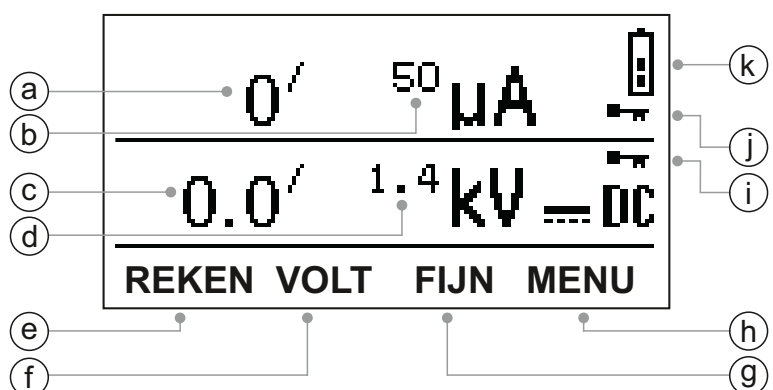 a
b
c
d
0′ 50 µA
0.0′ 1.4 kV DC
k
j
i
REKEN VOLT FIJN MENU
e
f
h
g